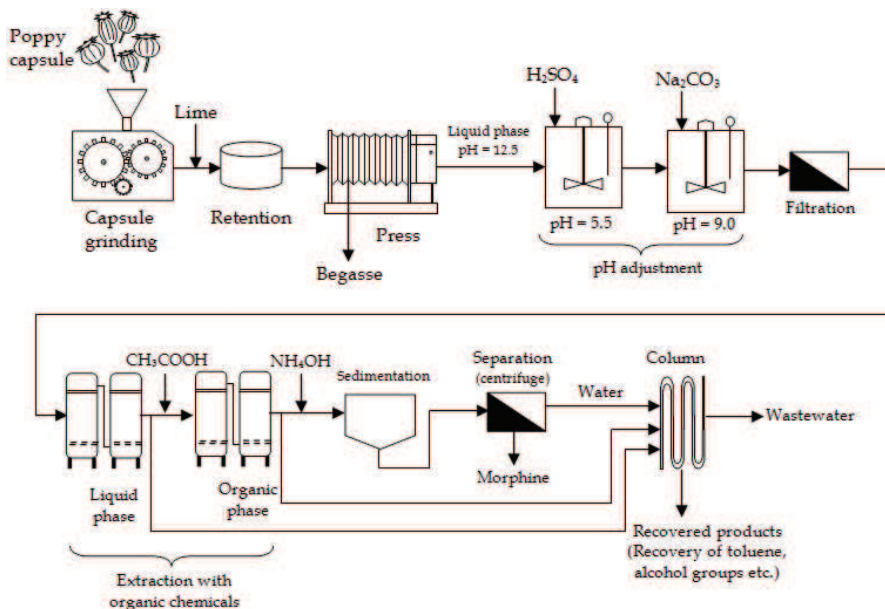 Poppy
capsule
Lime
Capsule
grinding
Retention
Press
Begasse
Liquid phase
pH = 12.5
H₂SO₄
Na₂CO₃
pH = 5.5
pH = 9.0
pH adjustment
Filtration
CH₃COOH
NH₄OH
Sedimentation
Separation
(centrifuge)
Water
Column
Wastewater
Liquid
phase
Organic
phase
Morphine
Extraction with
organic chemicals
Recovered products
(Recovery of toluene,
alcohol groups etc.)